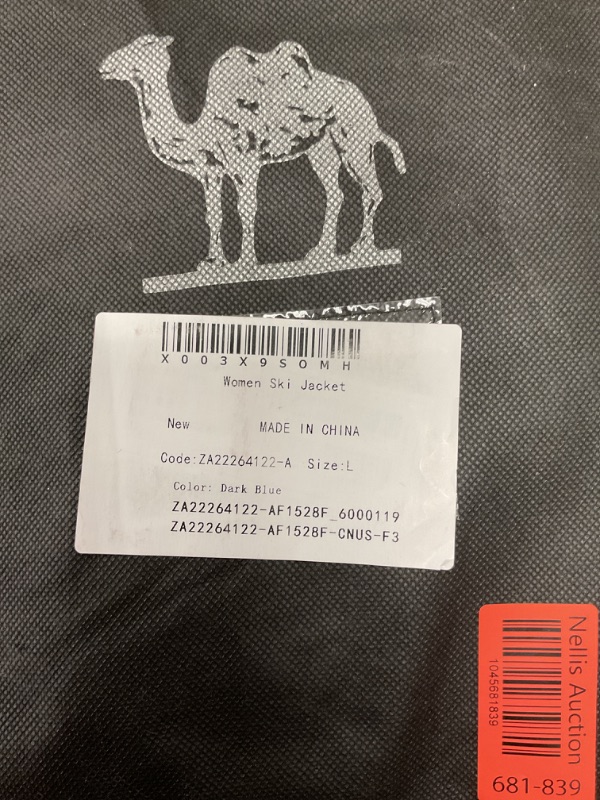 X003X9SOMH
Women Ski Jacket
New MADE IN CHINA
Code:ZA22264122-A Size:L
Color: Dark Blue
ZA22264122-AF1528F_6000119
ZA22264122-AF1528F-CNUS-F3
Nellis Auction
1045681839
681-839